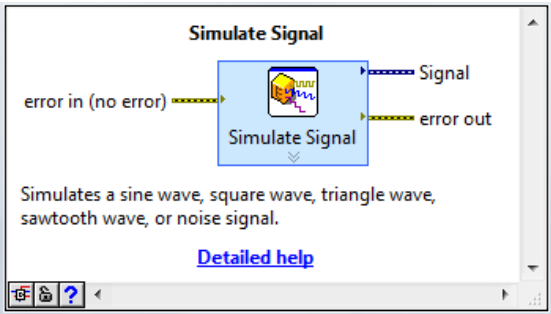 Simulate Signal
Signal
error in (no error)
error out
Simulate Signal
Simulates a sine wave, square wave, triangle wave,
sawtooth wave, or noise signal.
Detailed help
?